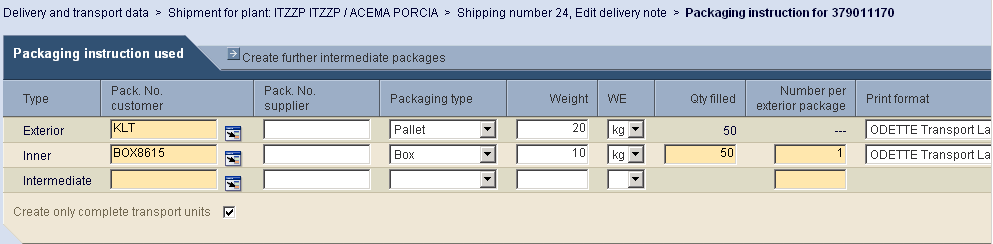 Delivery and transport data > Shipment for plant: ITZZP ITZZP / ACEMA PORCIA > Shipping number 24, Edit delivery note > Packaging instruction for 379011170
Packaging instruction used
Create further intermediate packages
Type Pack. No. customer Pack. No. supplier Packaging type Weight WE Qty filled Number per exterior package Print format
Exterior KLT Pallet 20 kg 50 --- ODETTE Transport La
Inner BOX8615 Box 10 kg 50 1 ODETTE Transport La
Intermediate
Create only complete transport units